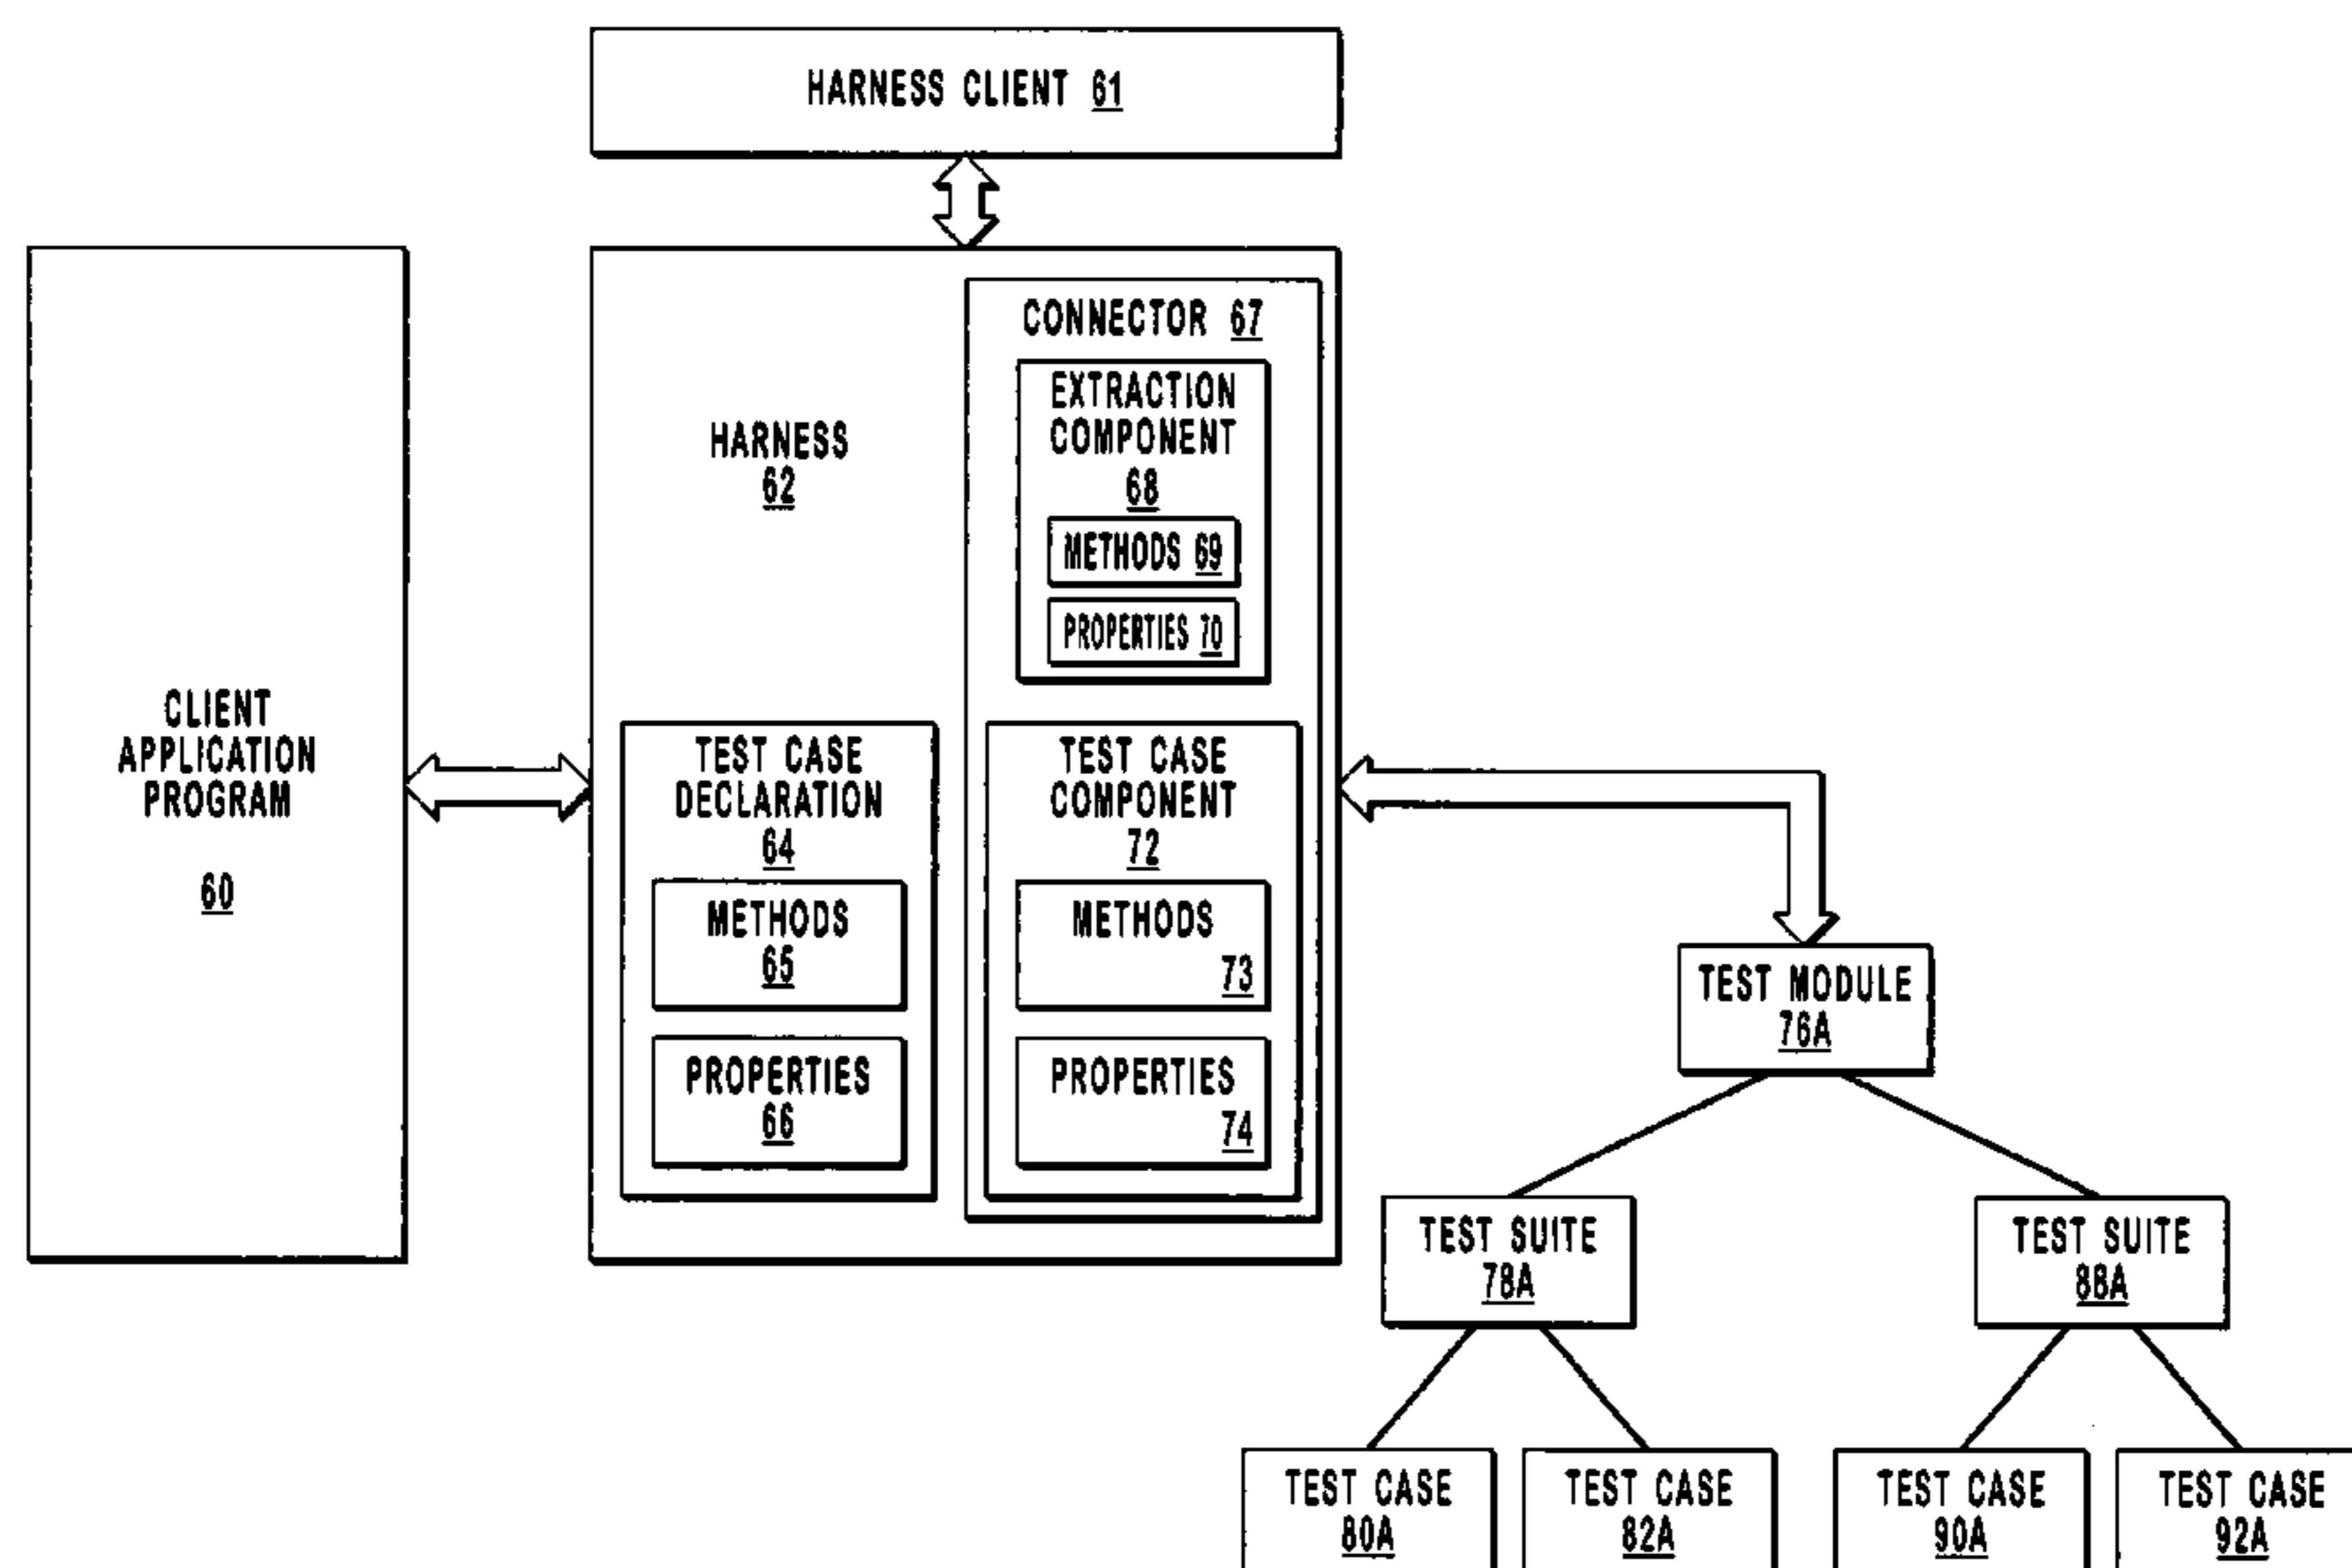 HARNESS CLIENT 61
CLIENT
APPLICATION
PROGRAM
60
HARNESS
62
CONNECTOR 67
EXTRACTION
COMPONENT
68
METHODS 69
PROPERTIES 70
TEST CASE
DECLARATION
64
METHODS
65
PROPERTIES
66
TEST CASE
COMPONENT
72
METHODS
73
PROPERTIES
74
TEST MODULE
76A
TEST SUITE
78A
TEST SUITE
88A
TEST CASE
80A
TEST CASE
82A
TEST CASE
90A
TEST CASE
92A